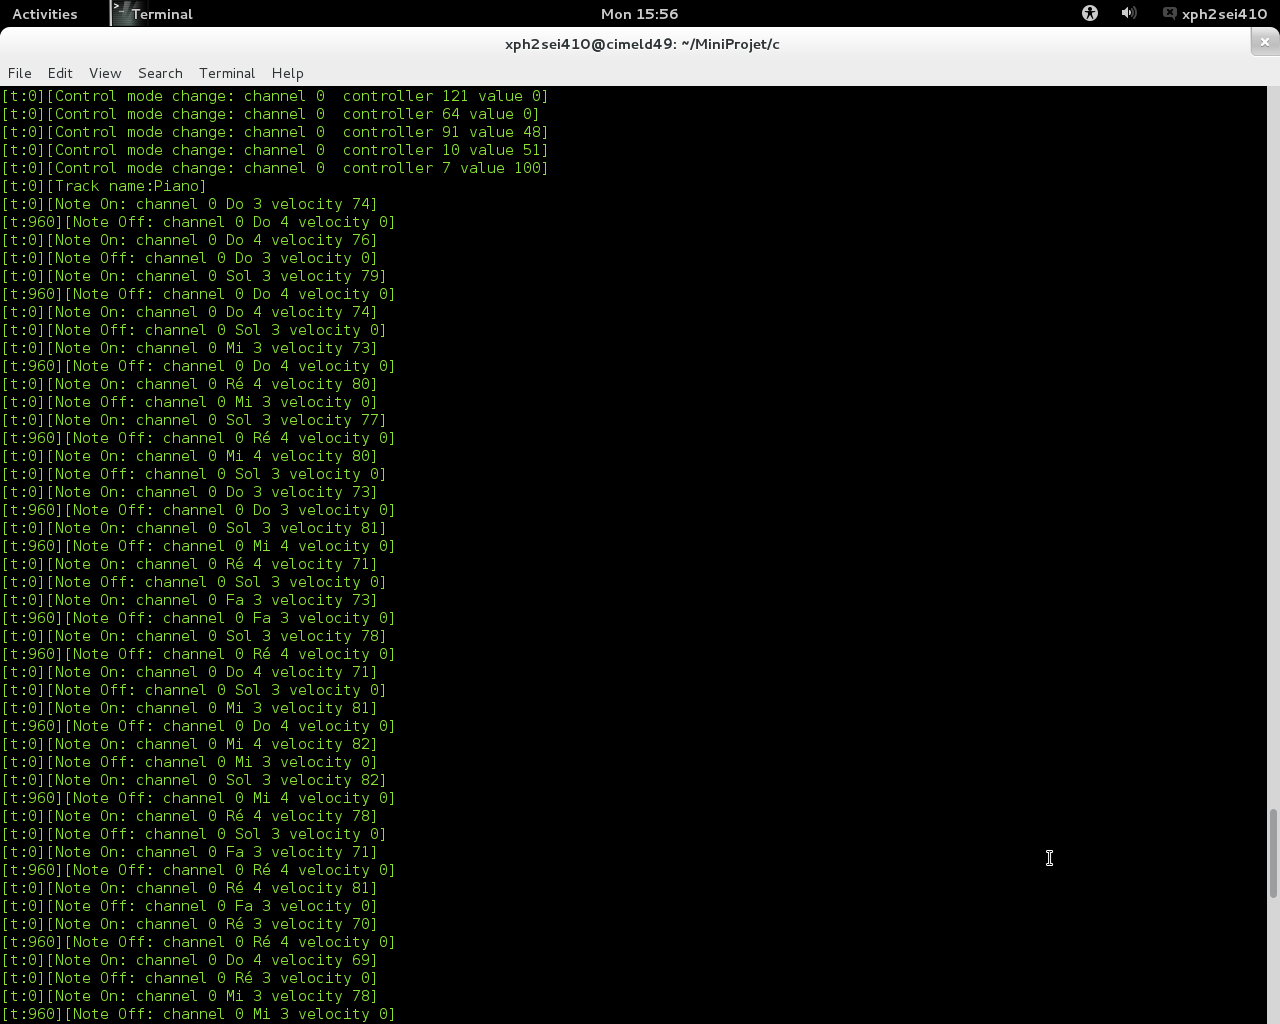 Activities Terminal Mon 15:56 xph2sei410
xph2sei410@cimeld49: ~/MiniProjet/c
File Edit View Search Terminal Help
[t:0][Control mode change: channel 0  controller 121 value 0]
[t:0][Control mode change: channel 0  controller 64 value 0]
[t:0][Control mode change: channel 0  controller 91 value 48]
[t:0][Control mode change: channel 0  controller 10 value 51]
[t:0][Control mode change: channel 0  controller 7 value 100]
[t:0][Track name:Piano]
[t:0][Note On: channel 0 Do 3 velocity 74]
[t:960][Note Off: channel 0 Do 4 velocity 0]
[t:0][Note On: channel 0 Do 4 velocity 76]
[t:0][Note Off: channel 0 Do 3 velocity 0]
[t:0][Note On: channel 0 Sol 3 velocity 79]
[t:960][Note Off: channel 0 Do 4 velocity 0]
[t:0][Note On: channel 0 Do 4 velocity 74]
[t:0][Note Off: channel 0 Sol 3 velocity 0]
[t:0][Note On: channel 0 Mi 3 velocity 73]
[t:960][Note Off: channel 0 Do 4 velocity 0]
[t:0][Note On: channel 0 Ré 4 velocity 80]
[t:0][Note Off: channel 0 Mi 3 velocity 0]
[t:0][Note On: channel 0 Sol 3 velocity 77]
[t:960][Note Off: channel 0 Ré 4 velocity 0]
[t:0][Note On: channel 0 Mi 4 velocity 80]
[t:0][Note Off: channel 0 Sol 3 velocity 0]
[t:0][Note On: channel 0 Do 3 velocity 73]
[t:960][Note Off: channel 0 Do 3 velocity 0]
[t:0][Note On: channel 0 Sol 3 velocity 81]
[t:960][Note Off: channel 0 Mi 4 velocity 0]
[t:0][Note On: channel 0 Ré 4 velocity 71]
[t:0][Note Off: channel 0 Sol 3 velocity 0]
[t:0][Note On: channel 0 Fa 3 velocity 73]
[t:960][Note Off: channel 0 Fa 3 velocity 0]
[t:0][Note On: channel 0 Sol 3 velocity 78]
[t:960][Note Off: channel 0 Ré 4 velocity 0]
[t:0][Note On: channel 0 Do 4 velocity 71]
[t:0][Note Off: channel 0 Sol 3 velocity 0]
[t:0][Note On: channel 0 Mi 3 velocity 81]
[t:960][Note Off: channel 0 Do 4 velocity 0]
[t:0][Note On: channel 0 Mi 4 velocity 82]
[t:0][Note Off: channel 0 Mi 3 velocity 0]
[t:0][Note On: channel 0 Sol 3 velocity 82]
[t:960][Note Off: channel 0 Mi 4 velocity 0]
[t:0][Note On: channel 0 Ré 4 velocity 78]
[t:0][Note Off: channel 0 Sol 3 velocity 0]
[t:0][Note On: channel 0 Fa 3 velocity 71]
[t:960][Note Off: channel 0 Ré 4 velocity 0]
[t:0][Note On: channel 0 Ré 4 velocity 81]
[t:0][Note Off: channel 0 Fa 3 velocity 0]
[t:0][Note On: channel 0 Ré 3 velocity 70]
[t:960][Note Off: channel 0 Ré 4 velocity 0]
[t:0][Note On: channel 0 Do 4 velocity 69]
[t:0][Note Off: channel 0 Ré 3 velocity 0]
[t:0][Note On: channel 0 Mi 3 velocity 78]
[t:960][Note Off: channel 0 Mi 3 velocity 0]